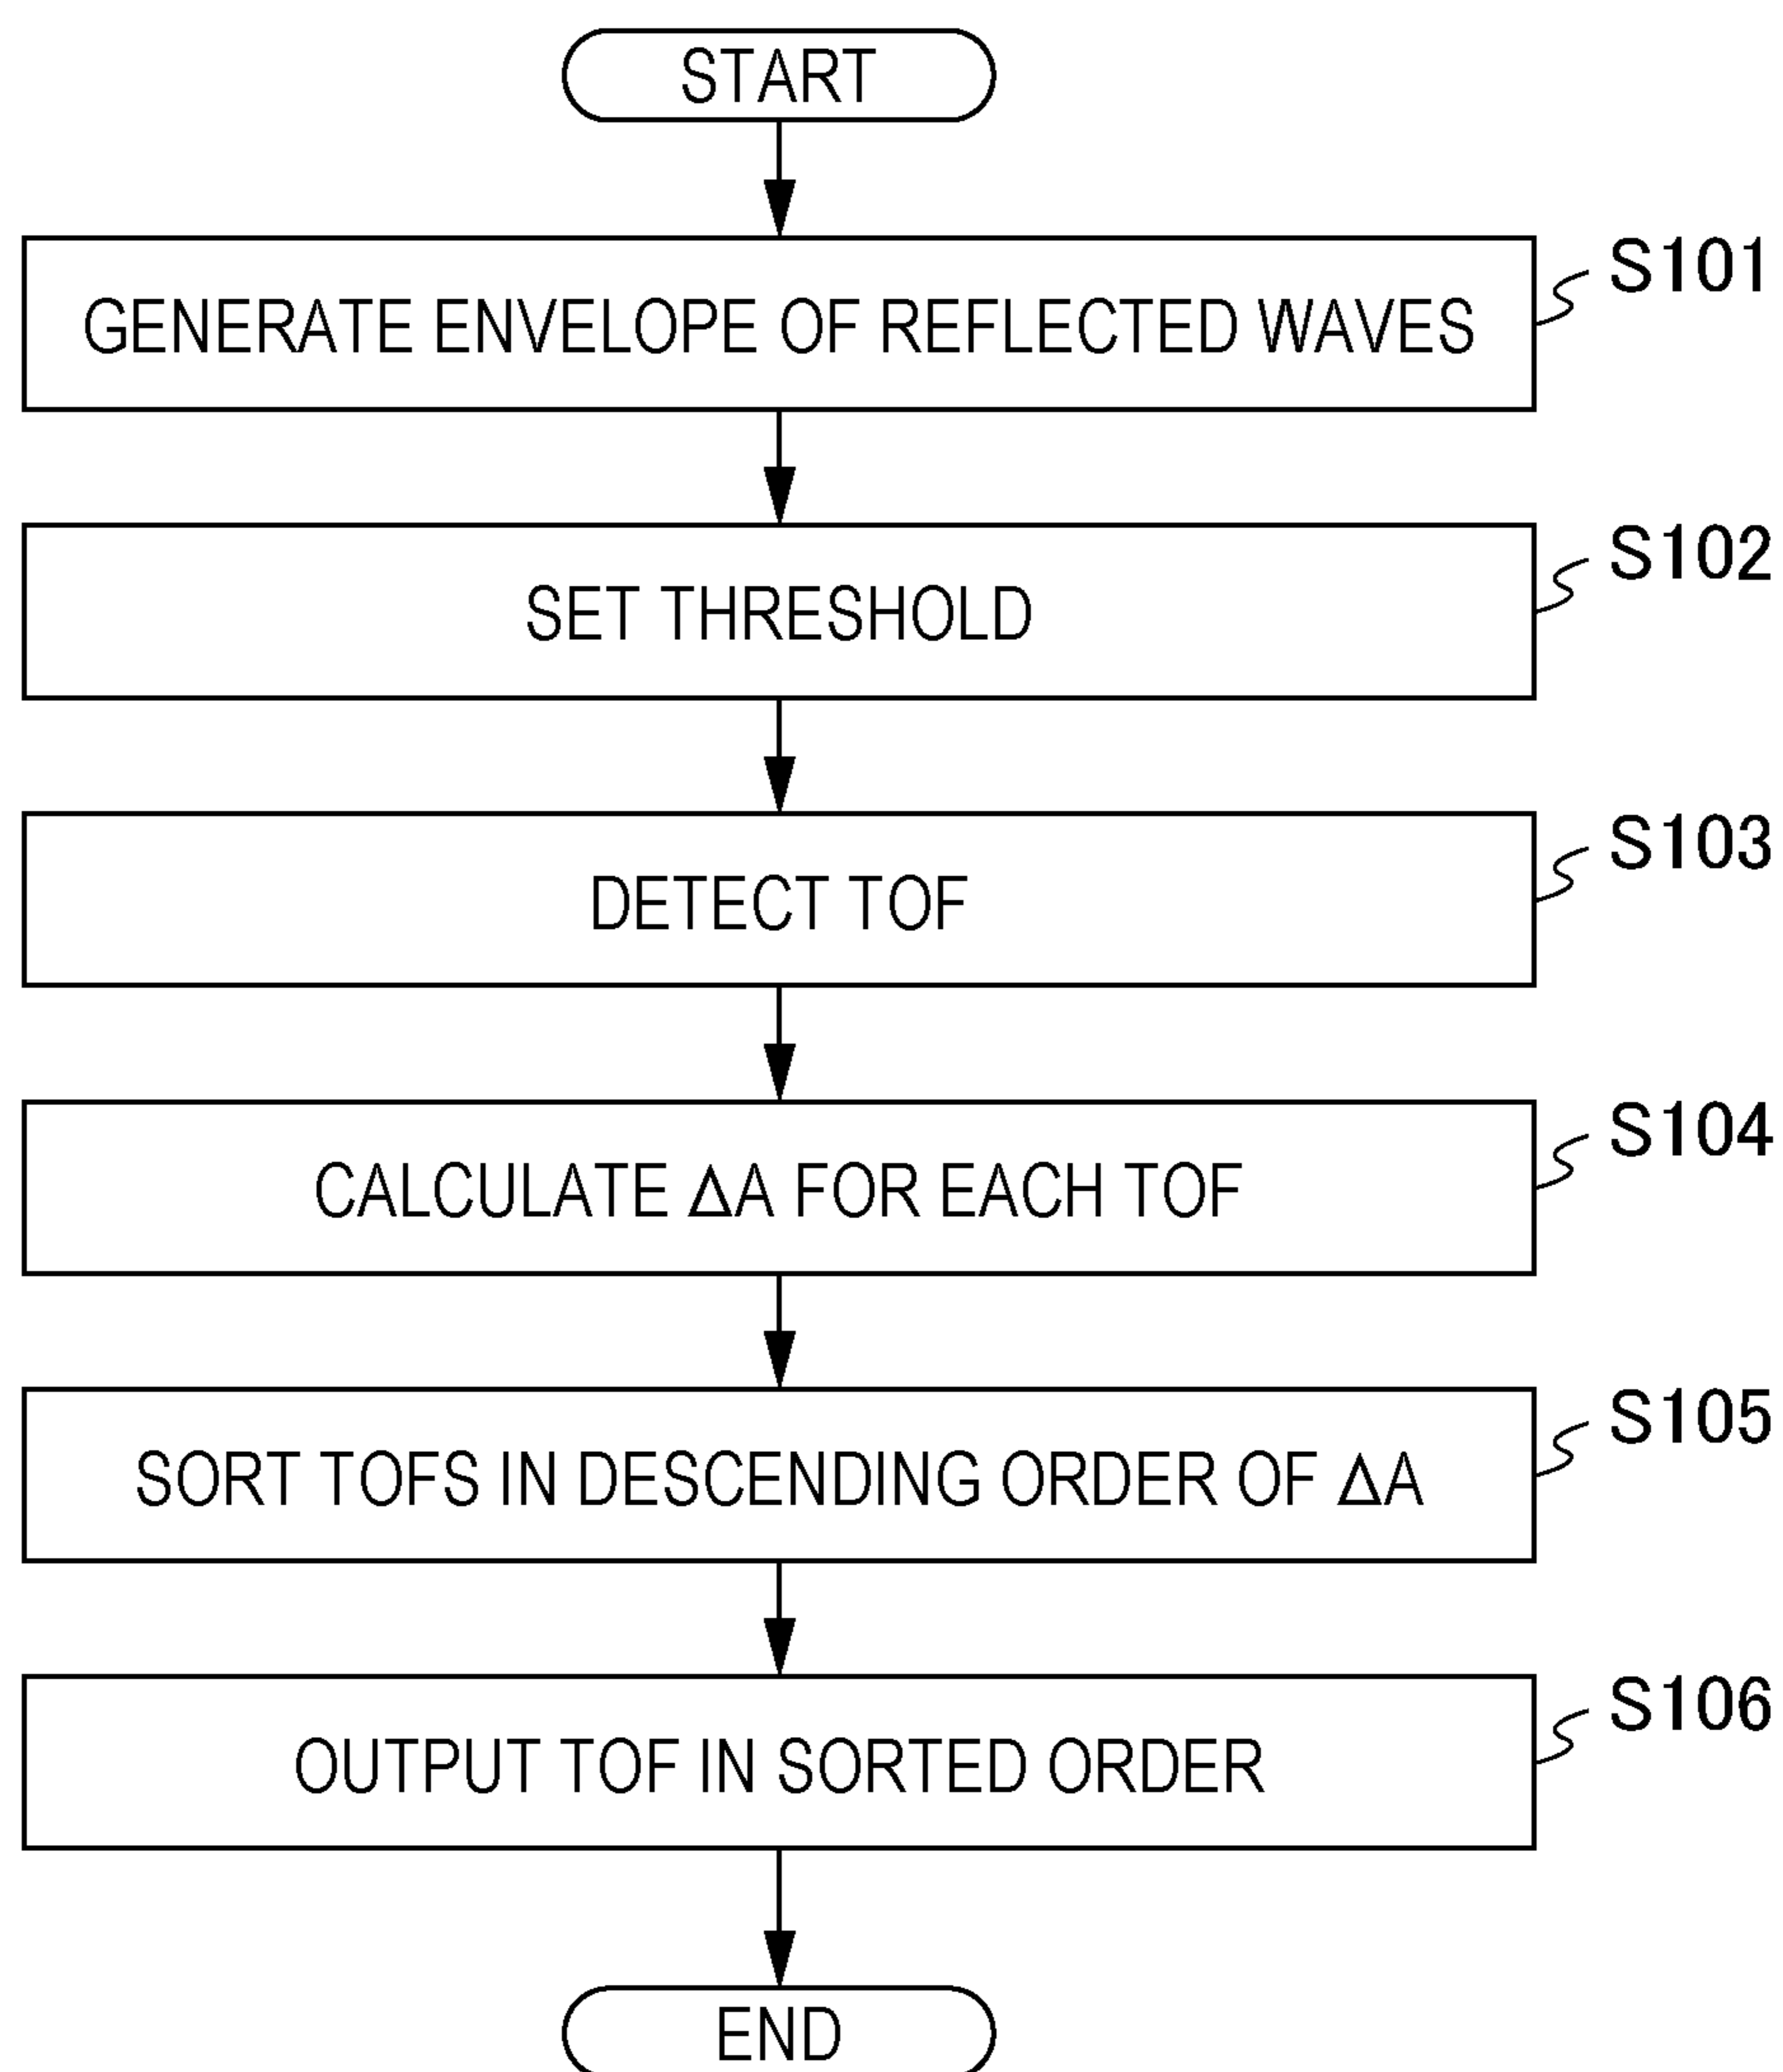 START
S101
GENERATE ENVELOPE OF REFLECTED WAVES
S102
SET THRESHOLD
S103
DETECT TOF
S104
CALCULATE ΔA FOR EACH TOF
S105
SORT TOFS IN DESCENDING ORDER OF ΔA
S106
OUTPUT TOF IN SORTED ORDER
END